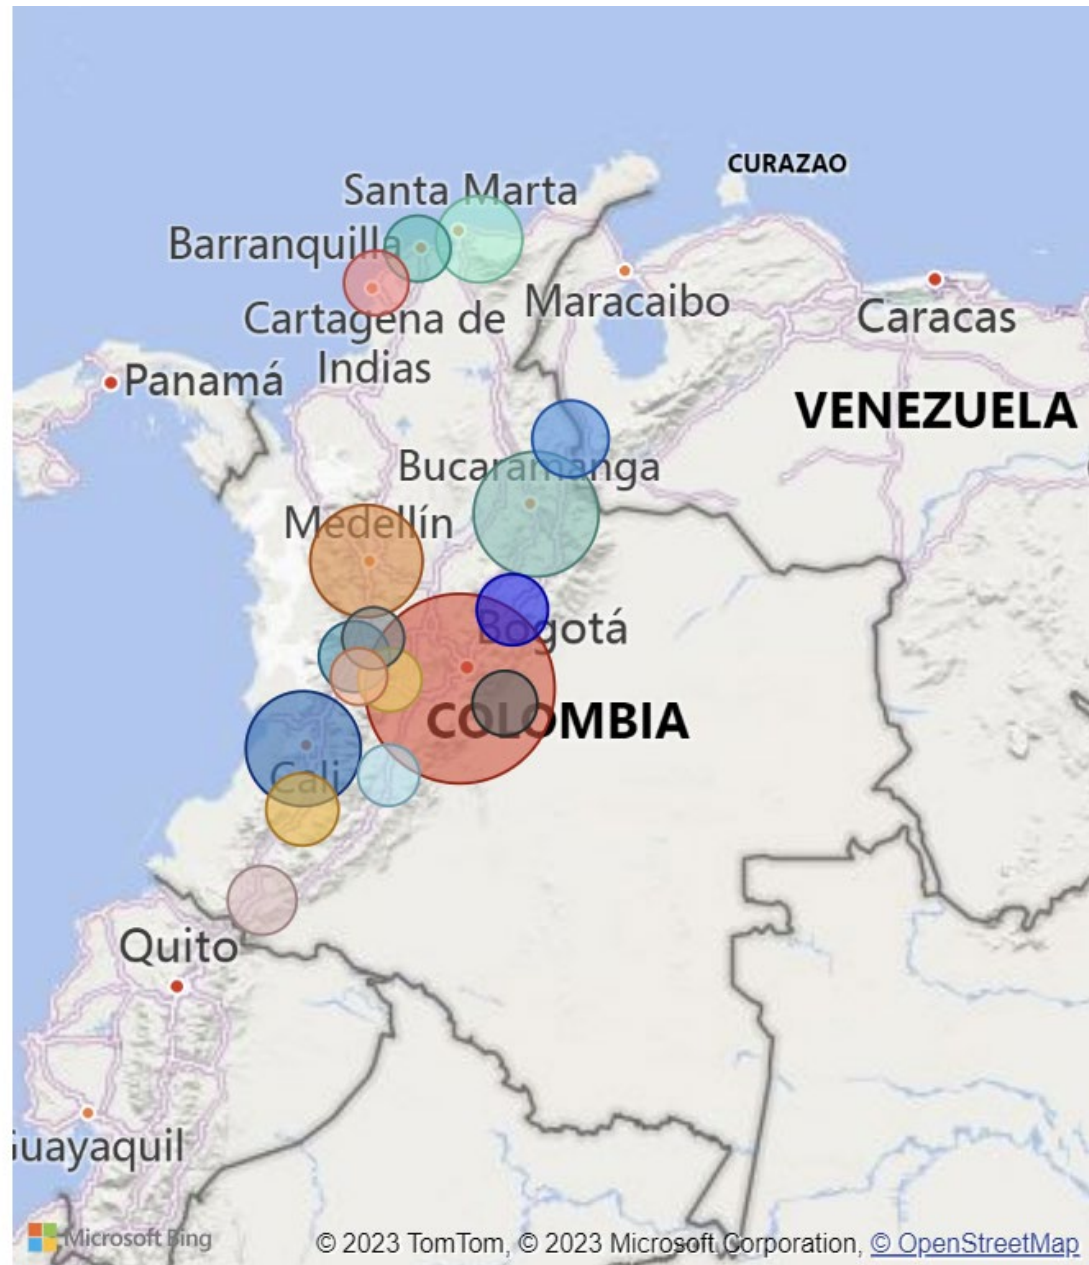 CURAZAO
Santa Marta
Barranquilla
Maracaibo
Cartagena de
Indias
Caracas
Panamá
VENEZUELA
Bucaramanga
Medellín
Bogotá
COLOMBIA
Cali
Quito
Guayaquil
Microsoft Bing
© 2023 TomTom, © 2023 Microsoft Corporation, © OpenStreetMap